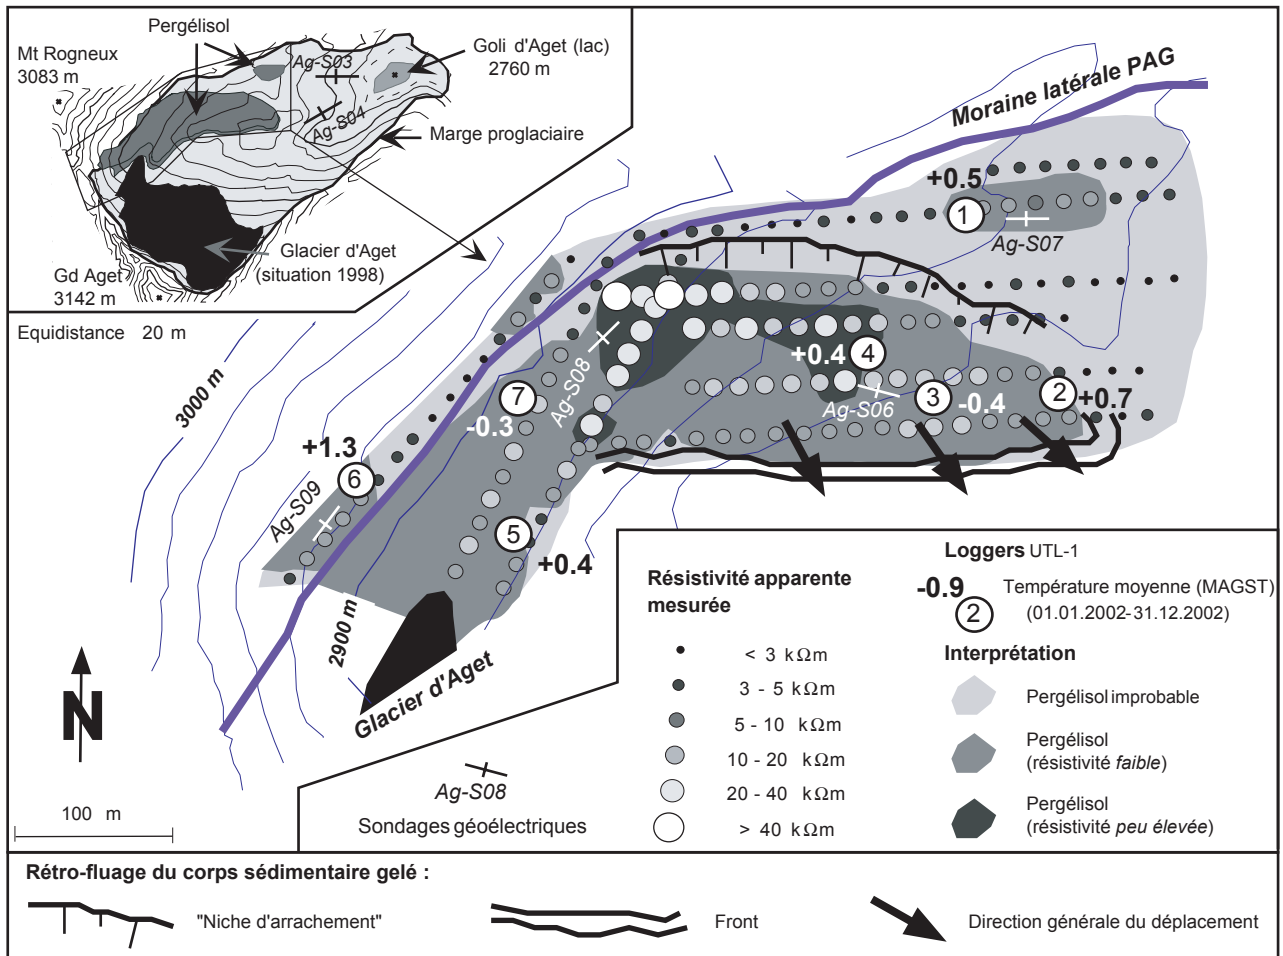 Pergélisol
Mt Rogneux
3083 m
Ag-S03
Goli d'Aget (lac)
2760 m
Ag-S04
Marge proglaciaire
Glacier d'Aget
(situation 1998)
Gd Aget
3142 m
Equidistance 20 m
Moraine latérale PAG
+0.5
1
Ag-S07
3000 m
Ag-S08
+0.4
4
7
-0.3
Ag-S06
3
-0.4
2
+0.7
+1.3
6
Ag-S09
5
+0.4
2900 m
Glacier d'Aget
N
100 m
Ag-S08
Sondages géoélectriques
Résistivité apparente
mesurée
< 3 kΩm
3 - 5 kΩm
5 - 10 kΩm
10 - 20 kΩm
20 - 40 kΩm
> 40 kΩm
Loggers UTL-1
-0.9
2
Température moyenne (MAGST)
(01.01.2002-31.12.2002)
Interprétation
Pergélisol improbable
Pergélisol
(résistivité faible)
Pergélisol
(résistivité peu élevée)
Rétro-fluage du corps sédimentaire gelé :
"Niche d'arrachement"
Front
Direction générale du déplacement